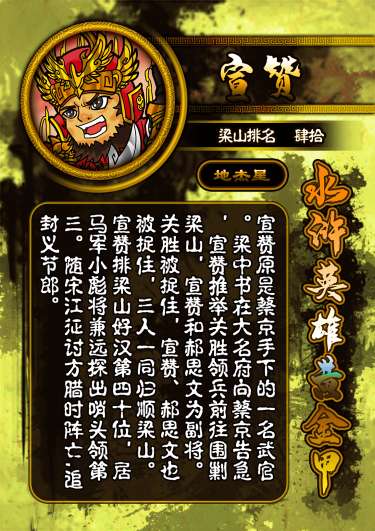 宣赞
梁山排名 肆拾
地杰星
水浒英雄黄金甲
宣赞原是蔡京手下的一名武官
。梁中书在大名府向蔡京告急
，宣赞推举关胜领兵前往围剿
梁山，宣赞和郝思文为副将。
关胜被捉住，宣赞、郝思文也
被捉住，三人一同归顺梁山。
宣赞排梁山好汉第四十位，居
马军小彪将兼远探出哨头领第
三。随宋江征讨方腊时阵亡，追
封义节郎。